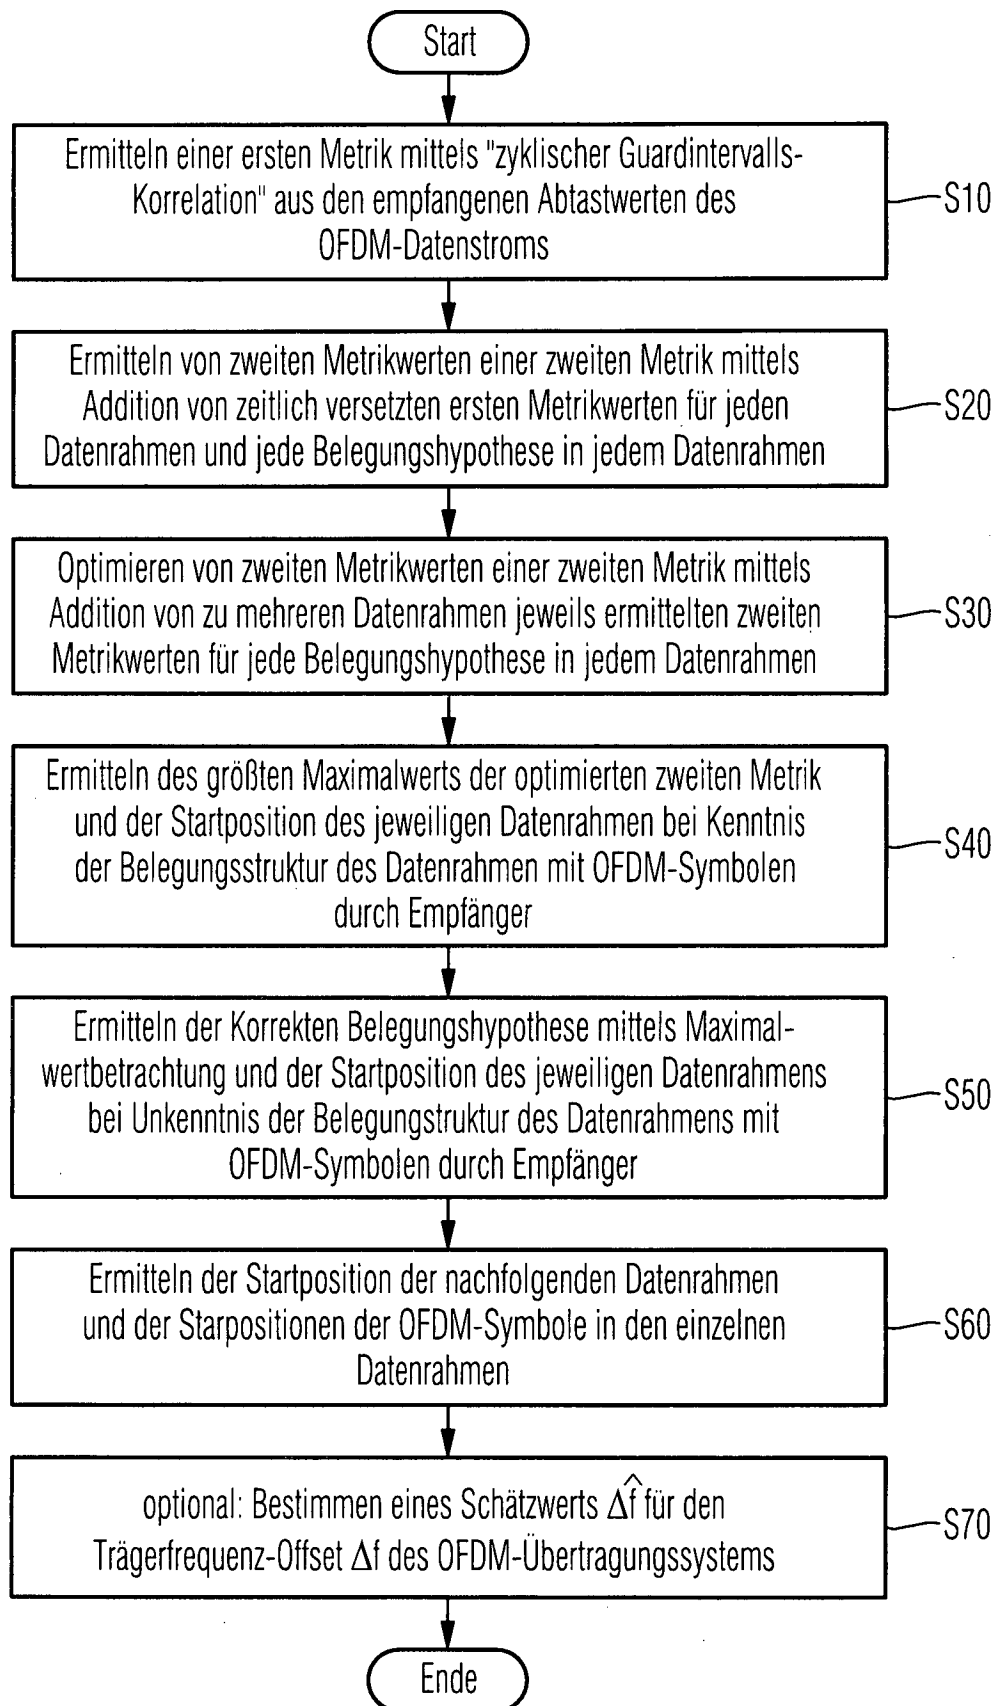 Start
Ermitteln einer ersten Metrik mittels "zyklischer Guardintervalls-
Korrelation" aus den empfangenen Abtastwerten des
OFDM-Datenstroms
S10
Ermitteln von zweiten Metrikwerten einer zweiten Metrik mittels
Addition von zeitlich versetzten ersten Metrikwerten für jeden
Datenrahmen und jede Belegungshypothese in jedem Datenrahmen
S20
Optimieren von zweiten Metrikwerten einer zweiten Metrik mittels
Addition von zu mehreren Datenrahmen jeweils ermittelten zweiten
Metrikwerten für jede Belegungshypothese in jedem Datenrahmen
S30
Ermitteln des größten Maximalwerts der optimierten zweiten Metrik
und der Startposition des jeweiligen Datenrahmen bei Kenntnis
der Belegungsstruktur des Datenrahmen mit OFDM-Symbolen
durch Empfänger
S40
Ermitteln der Korrekten Belegungshypothese mittels Maximal-
wertbetrachtung und der Startposition des jeweiligen Datenrahmens
bei Unkenntnis der Belegungstruktur des Datenrahmens mit
OFDM-Symbolen durch Empfänger
S50
Ermitteln der Startposition der nachfolgenden Datenrahmen
und der Starpositionen der OFDM-Symbole in den einzelnen
Datenrahmen
S60
optional: Bestimmen eines Schätzwerts Δf̂ für den
Trägerfrequenz-Offset Δf des OFDM-Übertragungssystems
S70
Ende